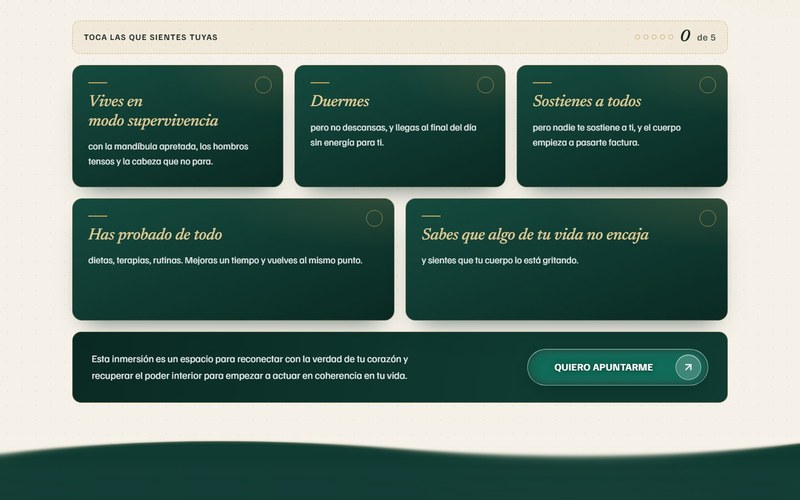 TOCA LAS QUE SIENTES TUYAS
0 de 5
Vives en
modo supervivencia
con la mandíbula apretada, los hombros
tensos y la cabeza que no para.
Duermes
pero no descansas, y llegas al final del día
sin energía para ti.
Sostienes a todos
pero nadie te sostiene a ti, y el cuerpo
empieza a pasarte factura.
Has probado de todo
dietas, terapias, rutinas. Mejoras un tiempo y vuelves al mismo punto.
Sabes que algo de tu vida no encaja
y sientes que tu cuerpo lo está gritando.
Esta inmersión es un espacio para reconectar con la verdad de tu corazón y
recuperar el poder interior para empezar a actuar en coherencia en tu vida.
QUIERO APUNTARME